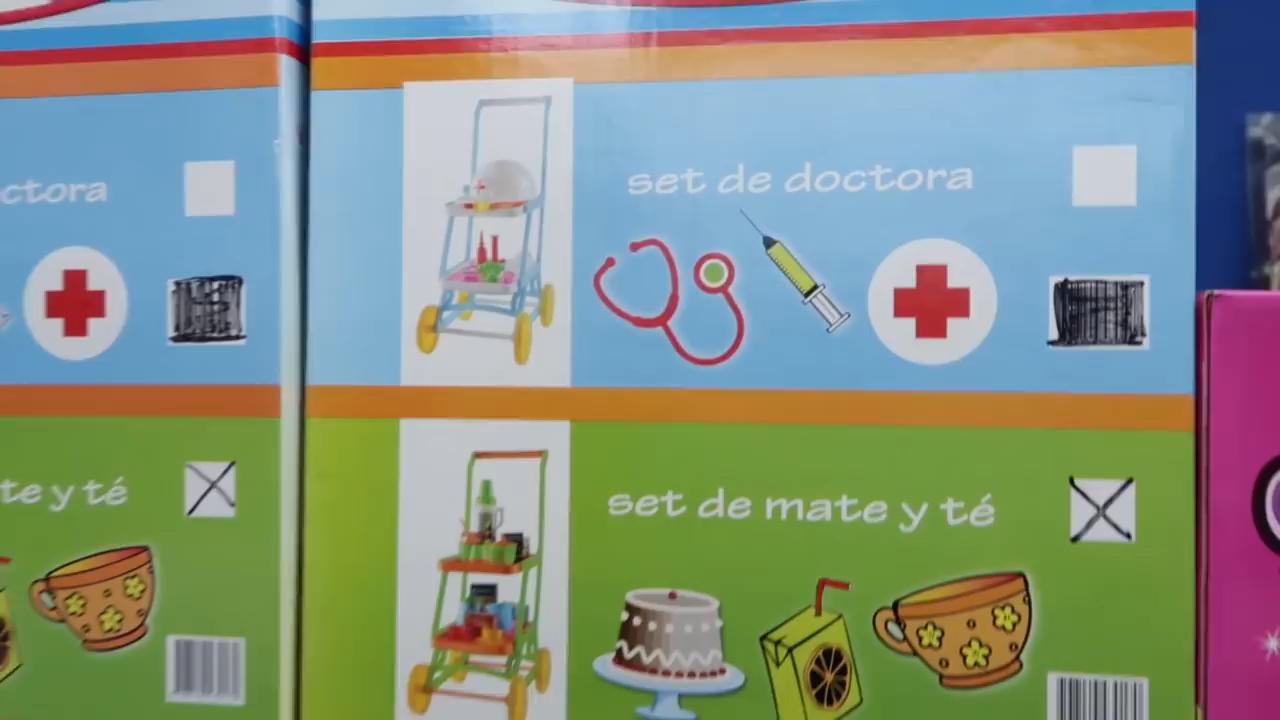 ctora
set de doctora
te y té
set de mate y té